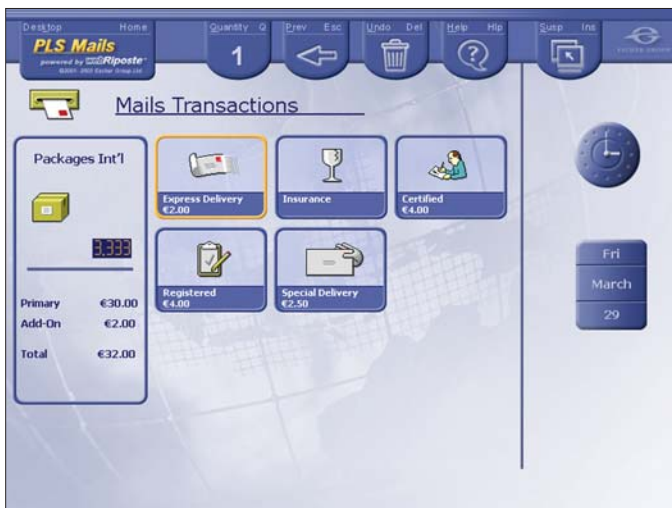 Desktop Home
Quantity Q
Prev Esc
Undo Del
Help Hlp
Susp Ins
PLS Mails
powered by webRiposte
1
Mails Transactions
Packages Int'l
3.333
Primary €30.00
Add-On €2.00
Total €32.00
Express Delivery
€2.00
Insurance
Certified
€4.00
Registered
€4.00
Special Delivery
€2.50
Fri
March
29